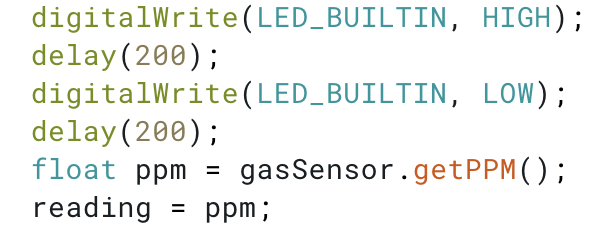 digitalWrite(LED_BUILTIN, HIGH);
delay(200);
digitalWrite(LED_BUILTIN, LOW);
delay(200);
float ppm = gasSensor.getPPM();
reading = ppm;